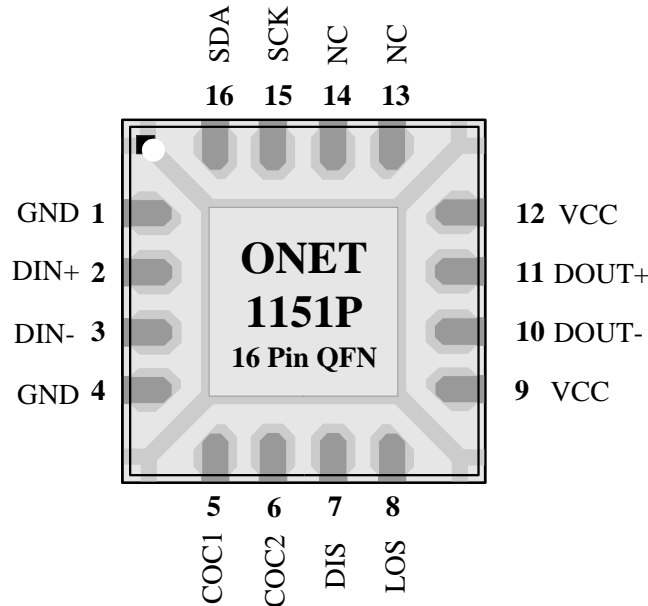 SDA SCK NC NC
16 15 14 13
GND 1
DIN+ 2
DIN- 3
GND 4
ONET
1151P
16 Pin QFN
12 VCC
11 DOUT+
10 DOUT-
9 VCC
5 6 7 8
COC1 COC2 DIS LOS